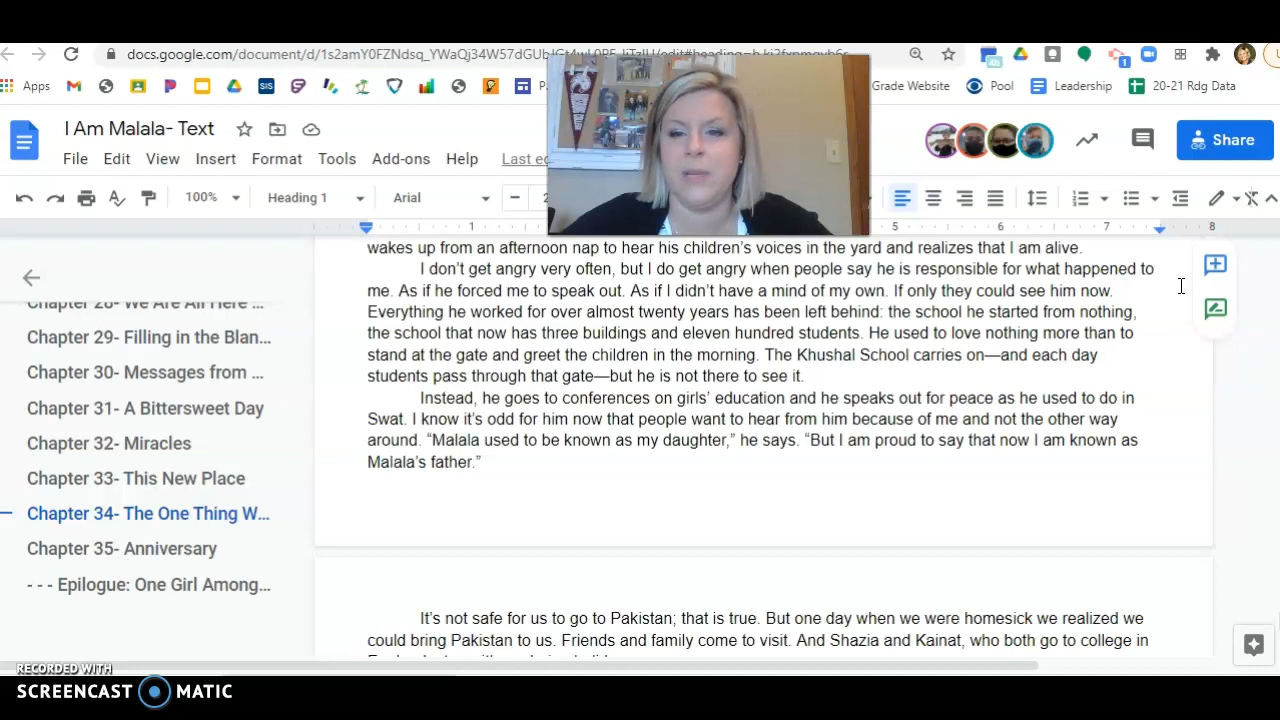 docs.google.com/document/d/1s2amY0FZNdsq_YWaQj34W57dGUb
Apps
SIS
P
Grade Website
Pool
Leadership
20-21 Rdg Data
I Am Malala- Text
Share
File Edit View Insert Format Tools Add-ons Help Last ed
100% Heading 1 Arial
1 5 6 7 8
wakes up from an afternoon nap to hear his children's voices in the yard and realizes that I am alive.
I don't get angry very often, but I do get angry when people say he is responsible for what happened to
me. As if he forced me to speak out. As if I didn't have a mind of my own. If only they could see him now.
Everything he worked for over almost twenty years has been left behind: the school he started from nothing,
the school that now has three buildings and eleven hundred students. He used to love nothing more than to
stand at the gate and greet the children in the morning. The Khushal School carries on—and each day
students pass through that gate—but he is not there to see it.
Instead, he goes to conferences on girls' education and he speaks out for peace as he used to do in
Swat. I know it's odd for him now that people want to hear from him because of me and not the other way
around. “Malala used to be known as my daughter,” he says. “But I am proud to say that now I am known as
Malala's father.”
It's not safe for us to go to Pakistan; that is true. But one day when we were homesick we realized we
could bring Pakistan to us. Friends and family come to visit. And Shazia and Kainat, who both go to college in
Chapter 28- We Are All Here ...
Chapter 29- Filling in the Blan...
Chapter 30- Messages from ...
Chapter 31- A Bittersweet Day
Chapter 32- Miracles
Chapter 33- This New Place
Chapter 34- The One Thing W...
Chapter 35- Anniversary
- - - Epilogue: One Girl Among...
RECORDED WITH
SCREENCAST MATIC